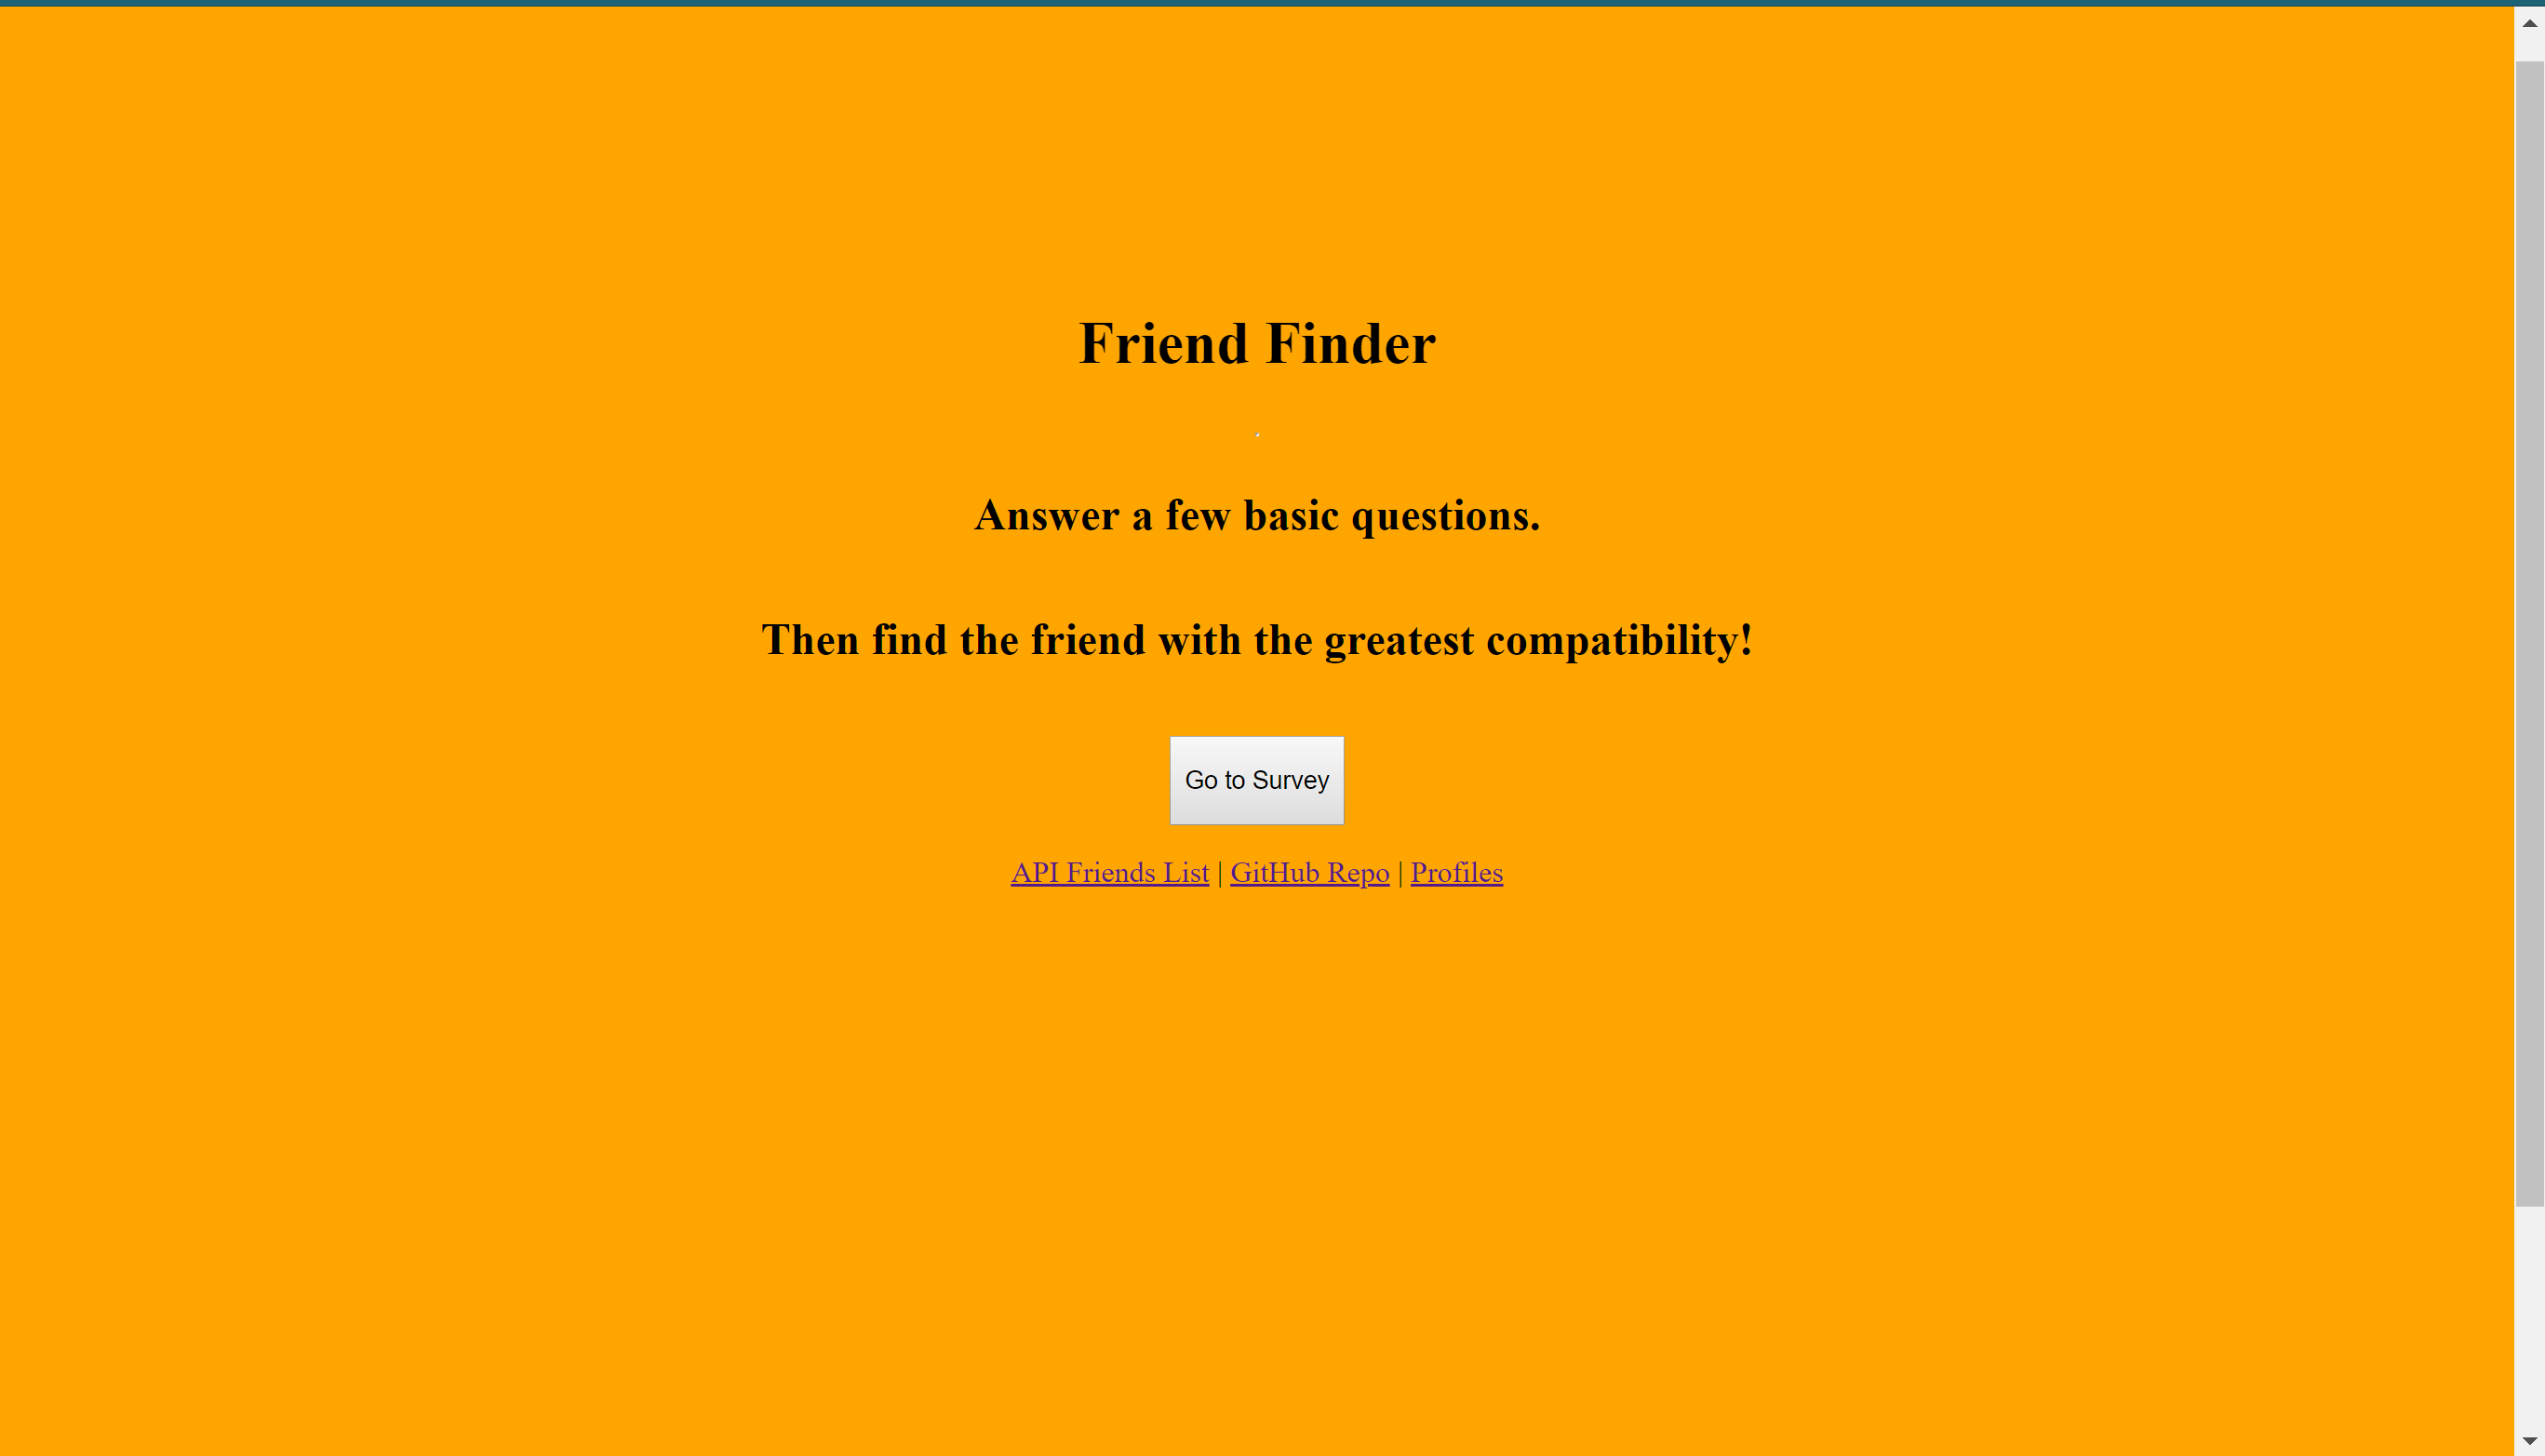 Friend Finder
Answer a few basic questions.
Then find the friend with the greatest compatibility!
Go to Survey
API Friends List | GitHub Repo | Profiles